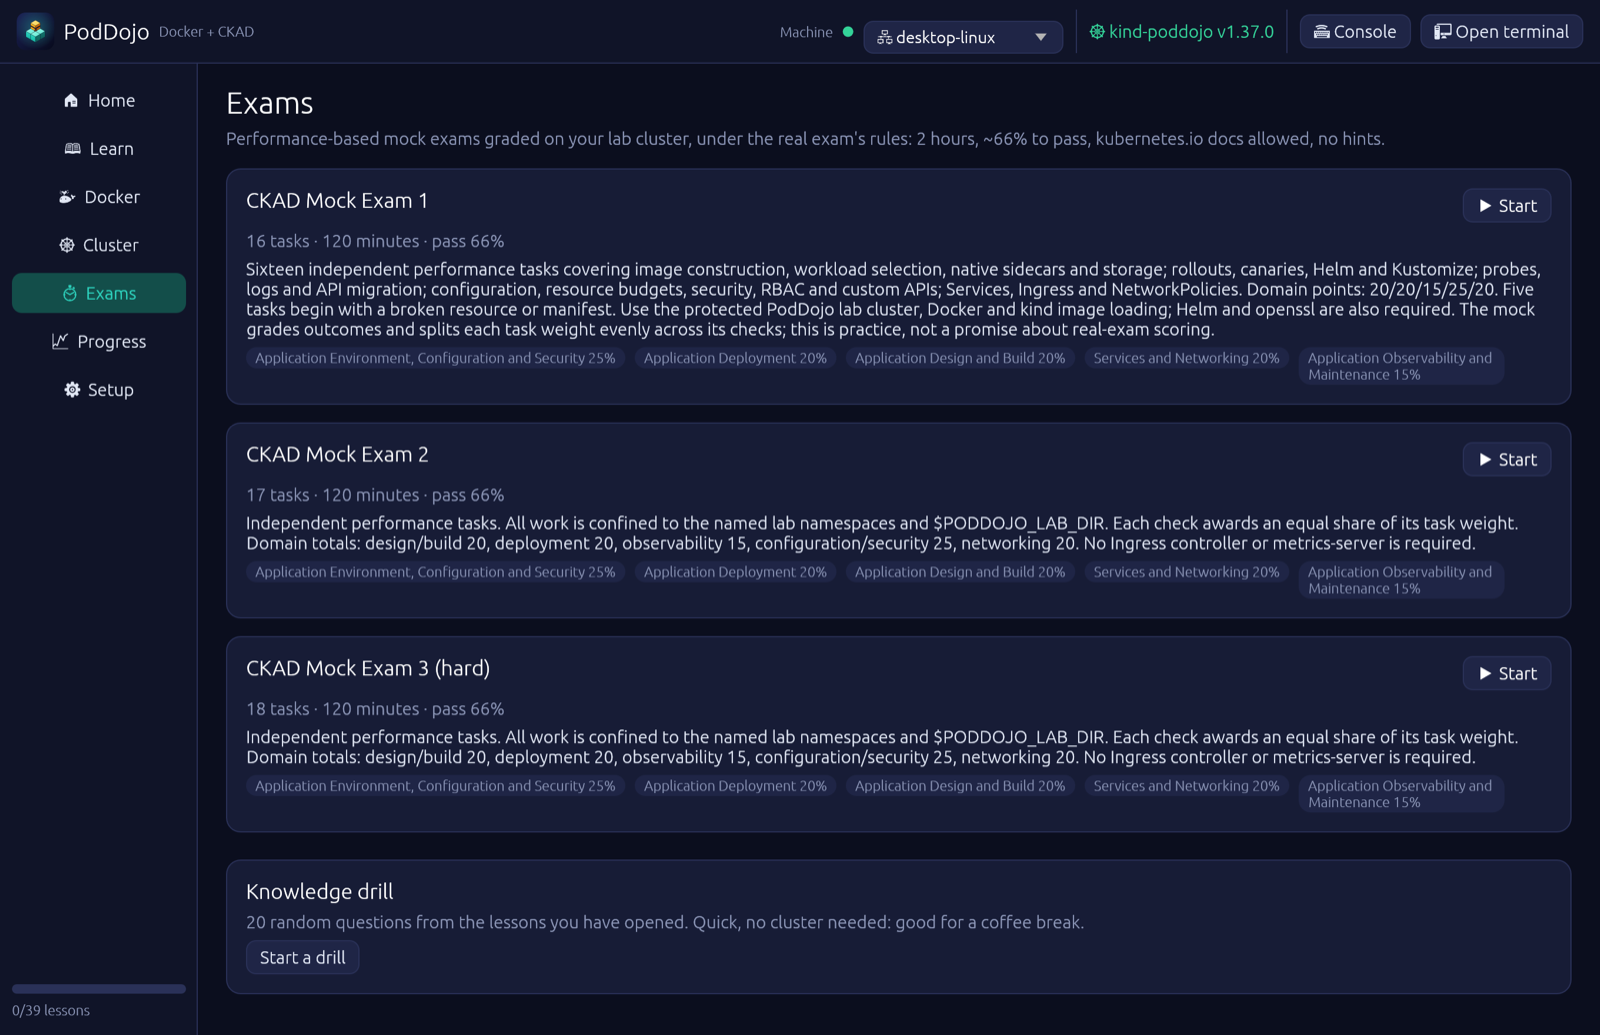 PodDojo Docker + CKAD
Machine desktop-linux kind-poddojo v1.37.0 Console Open terminal
Home
Learn
Docker
Cluster
Exams
Progress
Setup
0/39 lessons
Exams
Performance-based mock exams graded on your lab cluster, under the real exam's rules: 2 hours, ~66% to pass, kubernetes.io docs allowed, no hints.
CKAD Mock Exam 1
Start
16 tasks · 120 minutes · pass 66%
Sixteen independent performance tasks covering image construction, workload selection, native sidecars and storage; rollouts, canaries, Helm and Kustomize; probes,
logs and API migration; configuration, resource budgets, security, RBAC and custom APIs; Services, Ingress and NetworkPolicies. Domain points: 20/20/15/25/20. Five
tasks begin with a broken resource or manifest. Use the protected PodDojo lab cluster, Docker and kind image loading; Helm and openssl are also required. The mock
grades outcomes and splits each task weight evenly across its checks; this is practice, not a promise about real-exam scoring.
Application Environment, Configuration and Security 25% Application Deployment 20% Application Design and Build 20% Services and Networking 20% Application Observability and
Maintenance 15%
CKAD Mock Exam 2
Start
17 tasks · 120 minutes · pass 66%
Independent performance tasks. All work is confined to the named lab namespaces and $PODDOJO_LAB_DIR. Each check awards an equal share of its task weight.
Domain totals: design/build 20, deployment 20, observability 15, configuration/security 25, networking 20. No Ingress controller or metrics-server is required.
Application Environment, Configuration and Security 25% Application Deployment 20% Application Design and Build 20% Services and Networking 20% Application Observability and
Maintenance 15%
CKAD Mock Exam 3 (hard)
Start
18 tasks · 120 minutes · pass 66%
Independent performance tasks. All work is confined to the named lab namespaces and $PODDOJO_LAB_DIR. Each check awards an equal share of its task weight.
Domain totals: design/build 20, deployment 20, observability 15, configuration/security 25, networking 20. No Ingress controller or metrics-server is required.
Application Environment, Configuration and Security 25% Application Deployment 20% Application Design and Build 20% Services and Networking 20% Application Observability and
Maintenance 15%
Knowledge drill
20 random questions from the lessons you have opened. Quick, no cluster needed: good for a coffee break.
Start a drill